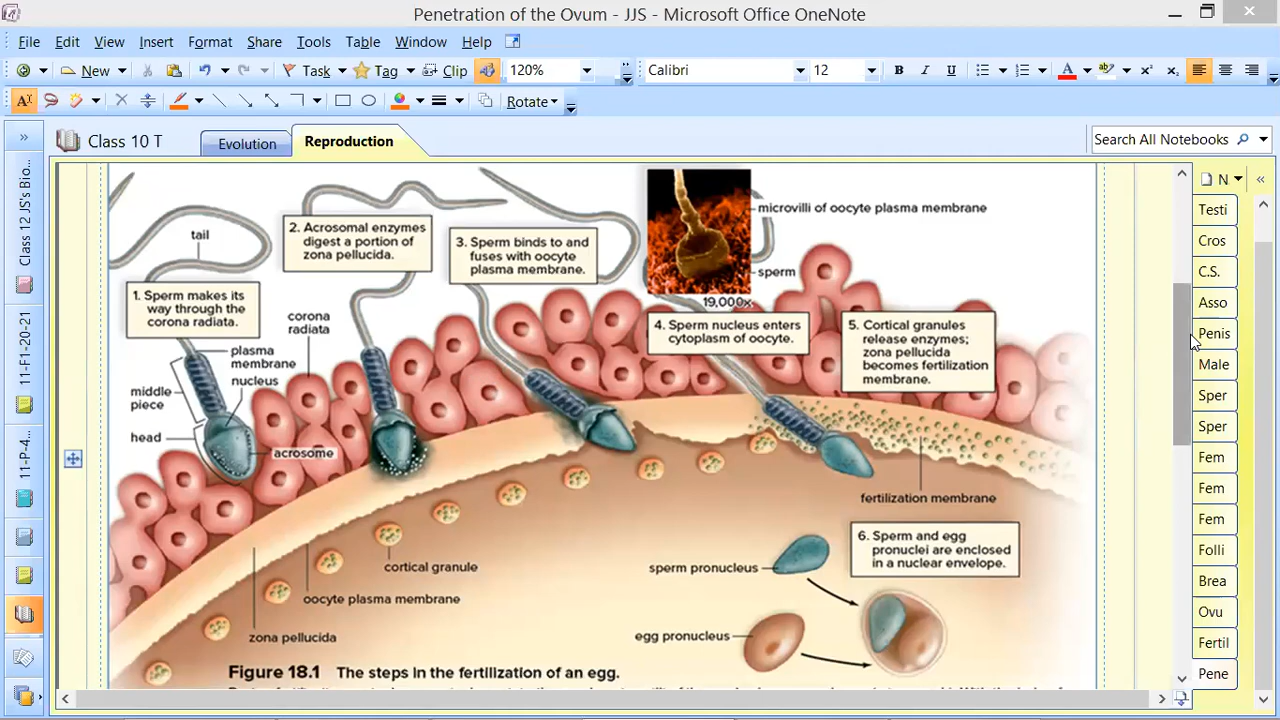 Penetration of the Ovum - JJS - Microsoft Office OneNote
File Edit View Insert Format Share Tools Table Window Help
New Task Tag Clip 120% Calibri 12 B I U A ab x² x₂
Rotate
Class 10 T Evolution Reproduction Search All Notebooks
Class 12 JS'Blo...
11-F1-20-21
11-P-4...
N
Testi
Cros
C.S.
Asso
Penis
Male
Sper
Sper
Fem
Fem
Fem
Folli
Brea
Ovu
Fertil
Pene
tail
1. Sperm makes its
way through the
corona radiata.
2. Acrosomal enzymes
digest a portion of
zona pellucida.
3. Sperm binds to and
fuses with oocyte
plasma membrane.
microvilli of oocyte plasma membrane
sperm
19,000x
4. Sperm nucleus enters
cytoplasm of oocyte.
5. Cortical granules
release enzymes;
zona pellucida
becomes fertilization
membrane.
corona
radiata
plasma
membrane
nucleus
middle
piece
head
acrosome
fertilization membrane
cortical granule
oocyte plasma membrane
zona pellucida
6. Sperm and egg
pronuclei are enclosed
in a nuclear envelope.
sperm pronucleus
egg pronucleus
Figure 18.1 The steps in the fertilization of an egg.